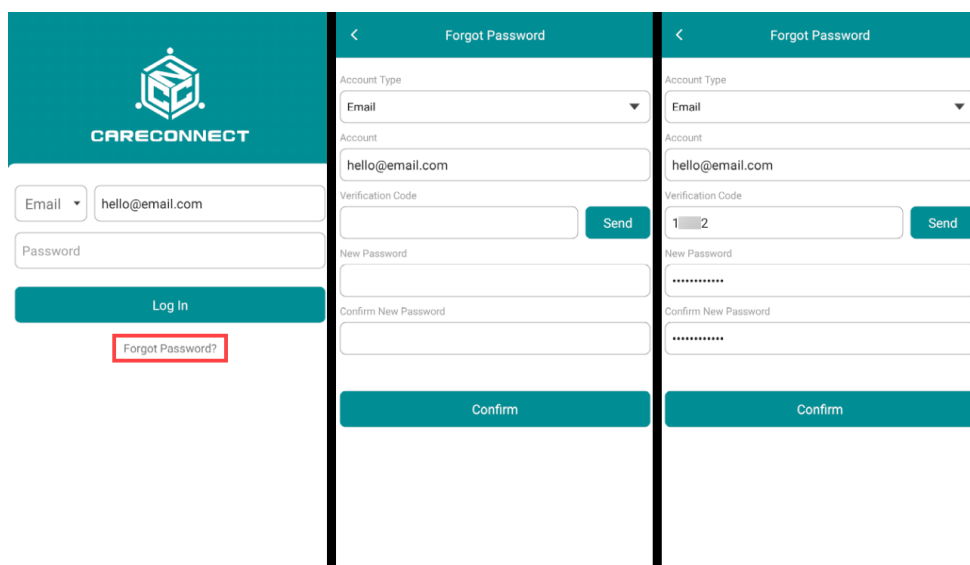 CARECONNECT
Email
hello@email.com
Password
Log In
Forgot Password?
Forgot Password
Account Type
Email
Account
hello@email.com
Verification Code
Send
New Password
Confirm New Password
Confirm
Forgot Password
Account Type
Email
Account
hello@email.com
Verification Code
1 2
Send
New Password
••••••••••••
Confirm New Password
••••••••••••
Confirm